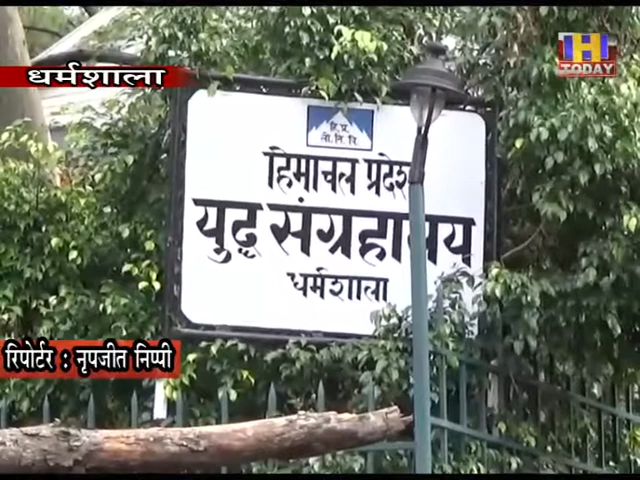 धर्मशाला
H
TODAY
हि.प्र.
लो.नि.वि.
हिमाचल प्रदेश
युद्ध संग्रहालय
धर्मशाला
रिपोर्टर : नृपजीत निप्पी